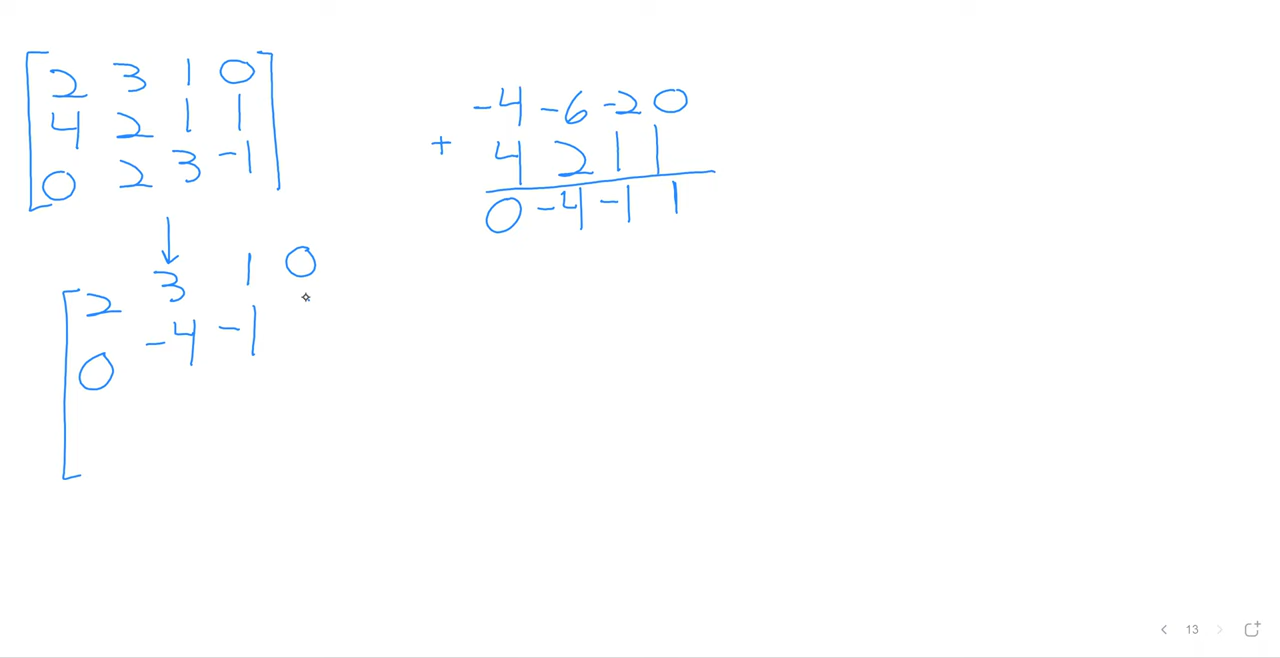 2 3 1 0
4 2 1 1
0 2 3 -1
-4 -6 -2 0
+ 4 2 1 1
0 -4 -1 1
2 3 1 0
0 -4 -1
13